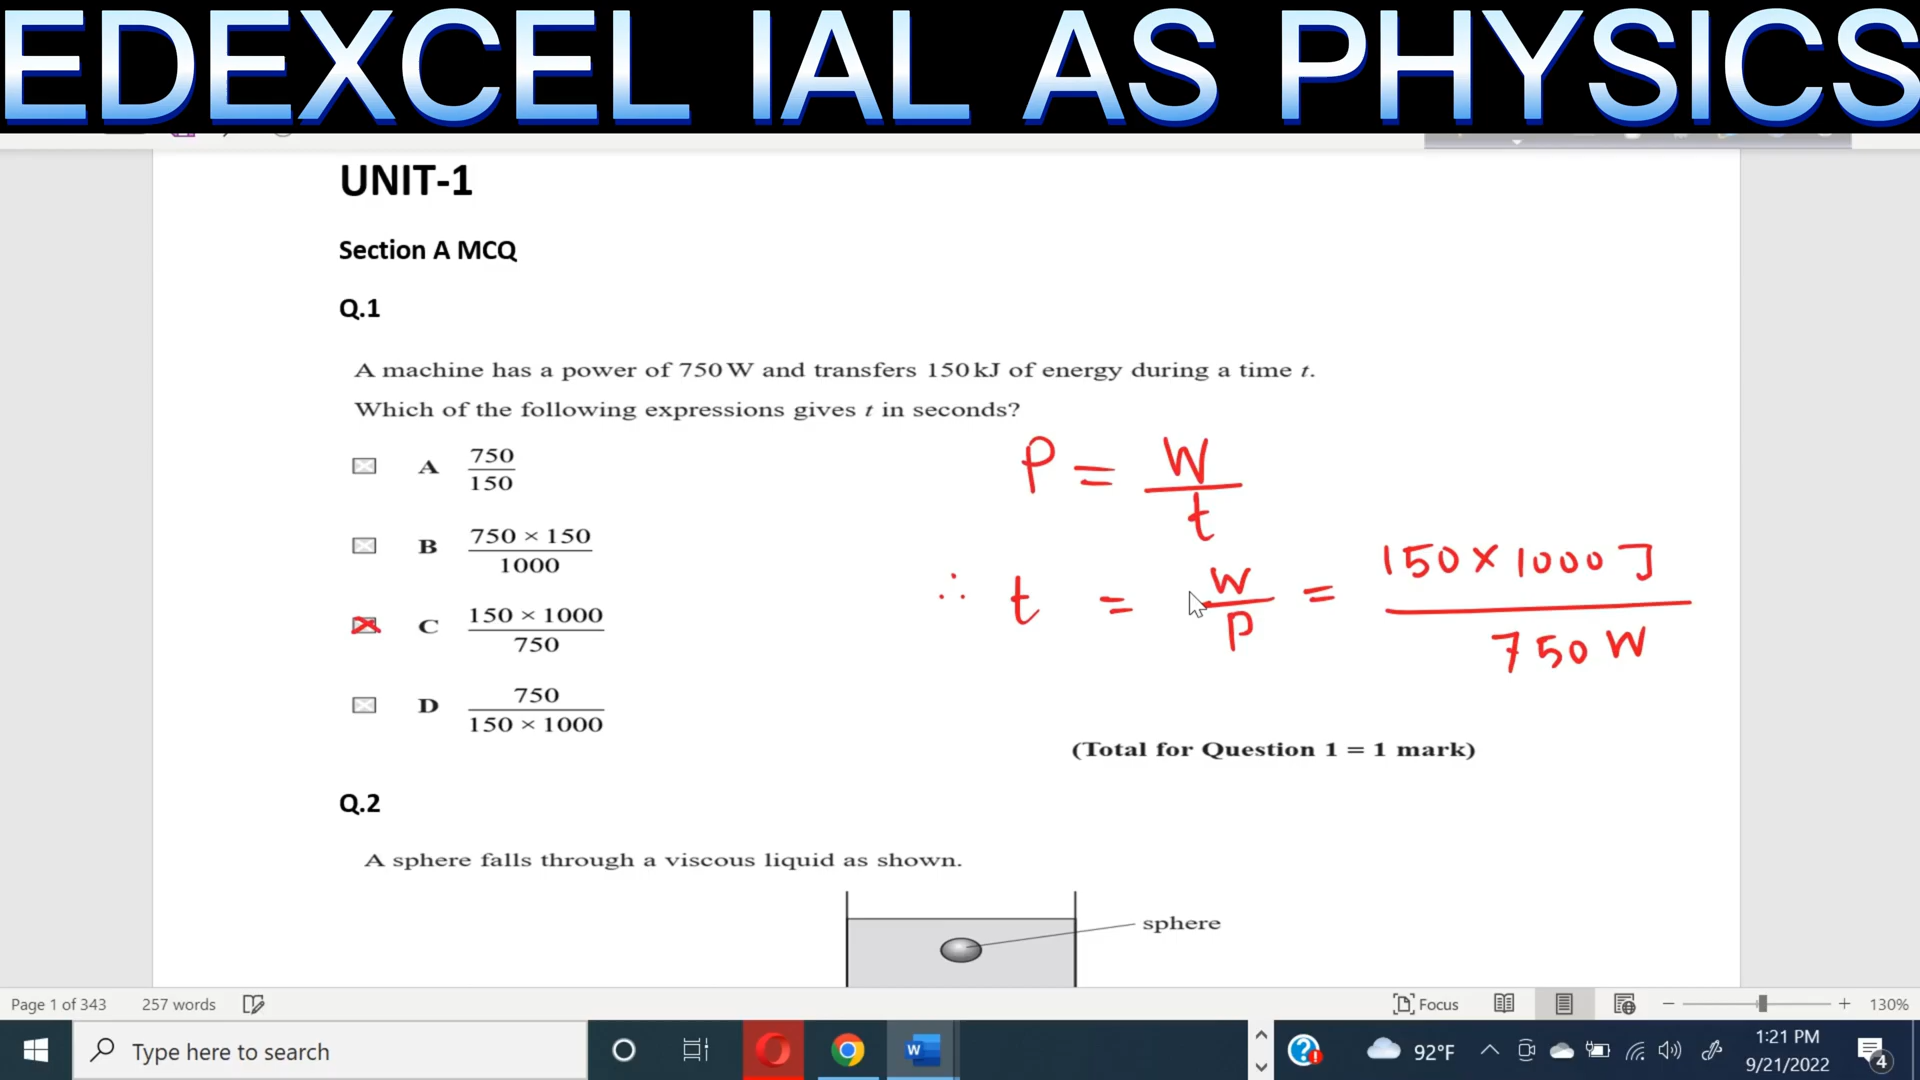 EDEXCEL IAL AS PHYSICS
UNIT-1
Section A MCQ
Q.1
A machine has a power of 750 W and transfers 150 kJ of energy during a time t.
Which of the following expressions gives t in seconds?
A 750
150
B 750 × 150
1000
C 150 × 1000
750
D 750
150 × 1000
P = W
t
∴ t = W = 150 × 1000 J
P 750 W
(Total for Question 1 = 1 mark)
Q.2
A sphere falls through a viscous liquid as shown.
sphere
Page 1 of 343 257 words Focus 130%
Type here to search 92°F 1:21 PM
9/21/2022 4